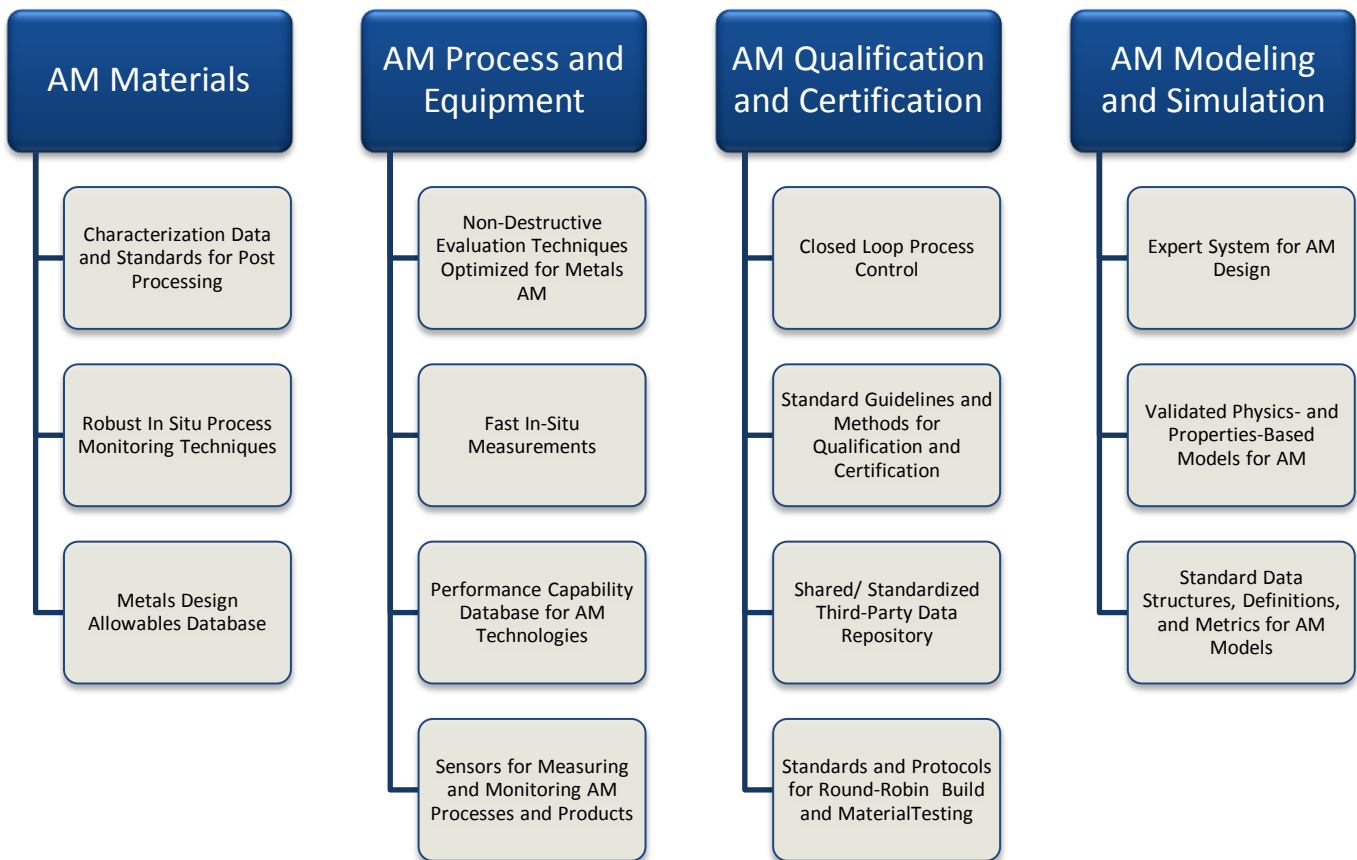 AM Materials
Characterization Data
and Standards for Post
Processing
Robust In Situ Process
Monitoring Techniques
Metals Design
Allowables Database
AM Process and
Equipment
Non-Destructive
Evaluation Techniques
Optimized for Metals
AM
Fast In-Situ
Measurements
Performance Capability
Database for AM
Technologies
Sensors for Measuring
and Monitoring AM
Processes and Products
AM Qualification
and Certification
Closed Loop Process
Control
Standard Guidelines and
Methods for
Qualification and
Certification
Shared/ Standardized
Third-Party Data
Repository
Standards and Protocols
for Round-Robin  Build
and MaterialTesting
AM Modeling
and Simulation
Expert System for AM
Design
Validated Physics- and
Properties-Based
Models for AM
Standard Data
Structures, Definitions,
and Metrics for AM
Models